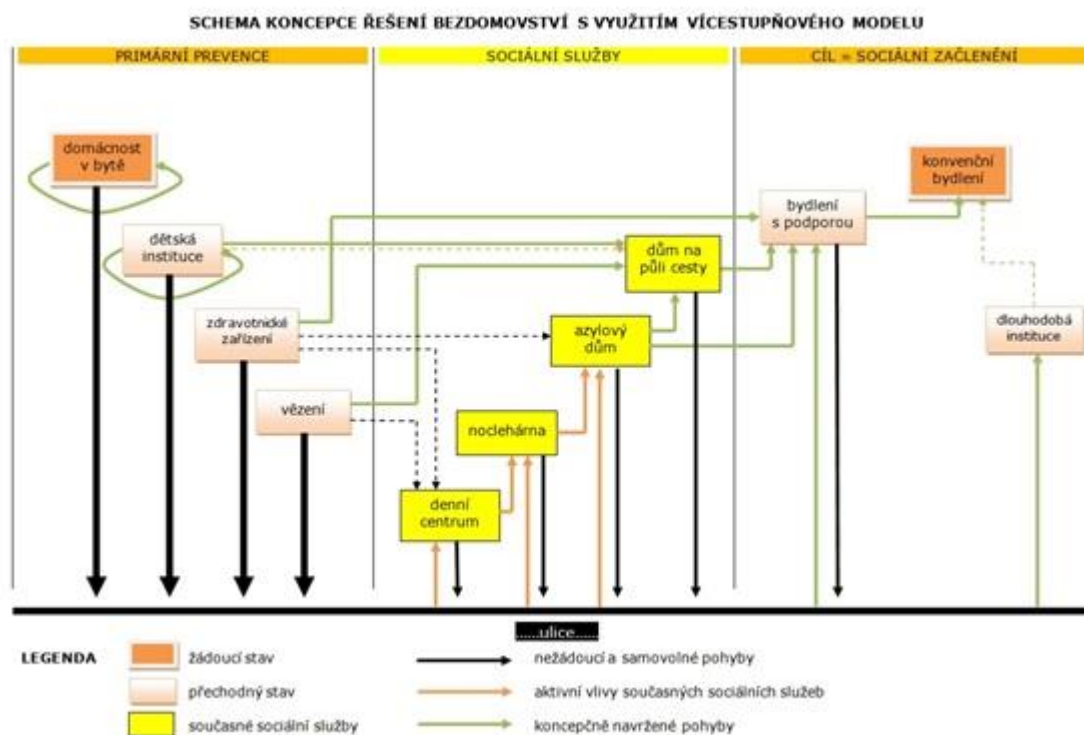 SCHEMA KONCEPCE ŘEŠENÍ BEZDOMOVSTVÍ S VYUŽITÍM VÍCESTUPŇOVÉHO MODELU
PRIMÁRNÍ PREVENCE
SOCIÁLNÍ SLUŽBY
CÍL = SOCIÁLNÍ ZAČLENĚNÍ
domácnost
v bytě
konvenční
bydlení
bydlení
s podporou
dětská
instituce
dům na
půli cesty
zdravotnické
zařízení
azylový
dům
dlouhodobá
instituce
vězení
noclehárna
denní
centrum
......ulice......
LEGENDA
žádoucí stav
nežádoucí a samovolné pohyby
přechodný stav
aktivní vlivy současných sociálních služeb
současné sociální služby
koncepčně navržené pohyby